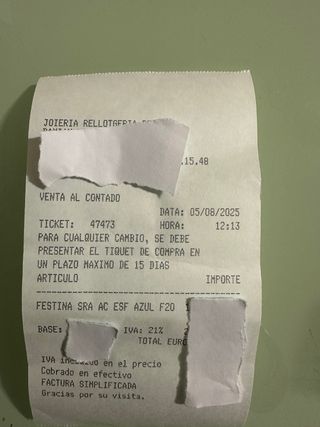 JOIERIA RELLOTGERIA
.15.48
VENTA AL CONTADO
DATA: 05/08/2025
TICKET: 47473 HORA: 12:13
PARA CUALQUIER CAMBIO, SE DEBE
PRESENTAR EL TIQUET DE COMPRA EN
UN PLAZO MAXIMO DE 15 DIAS
ARTICULO IMPORTE
FESTINA SRA AC ESF AZUL F20
BASE: IVA: 21%
TOTAL EURO
IVA incluido en el precio
Cobrado en efectivo
FACTURA SIMPLIFICADA
Gracias por su visita.